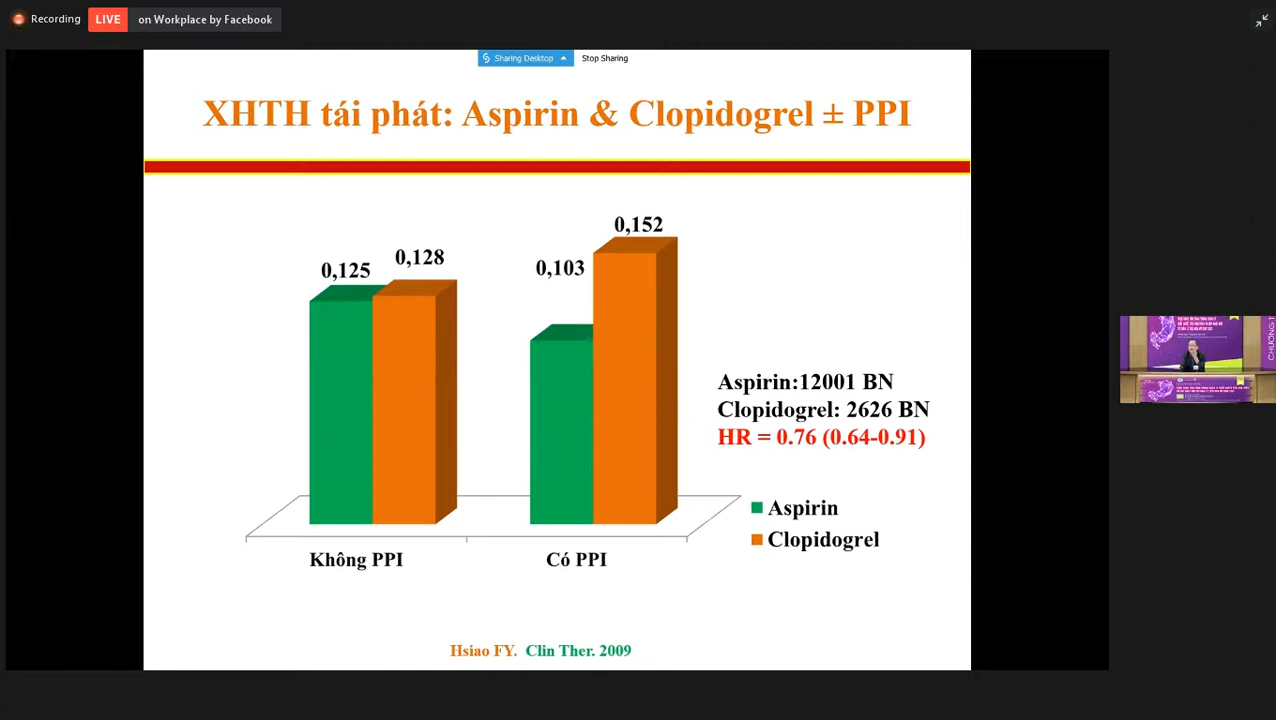 Recording
LIVE
on Workplace by Facebook
Sharing Desktop
Stop Sharing
XHTH tái phát: Aspirin & Clopidogrel ± PPI
0,125
0,128
0,103
0,152
Aspirin:12001 BN
Clopidogrel: 2626 BN
HR = 0.76 (0.64-0.91)
Aspirin
Clopidogrel
Không PPI
Có PPI
Hsiao FY. Clin Ther. 2009